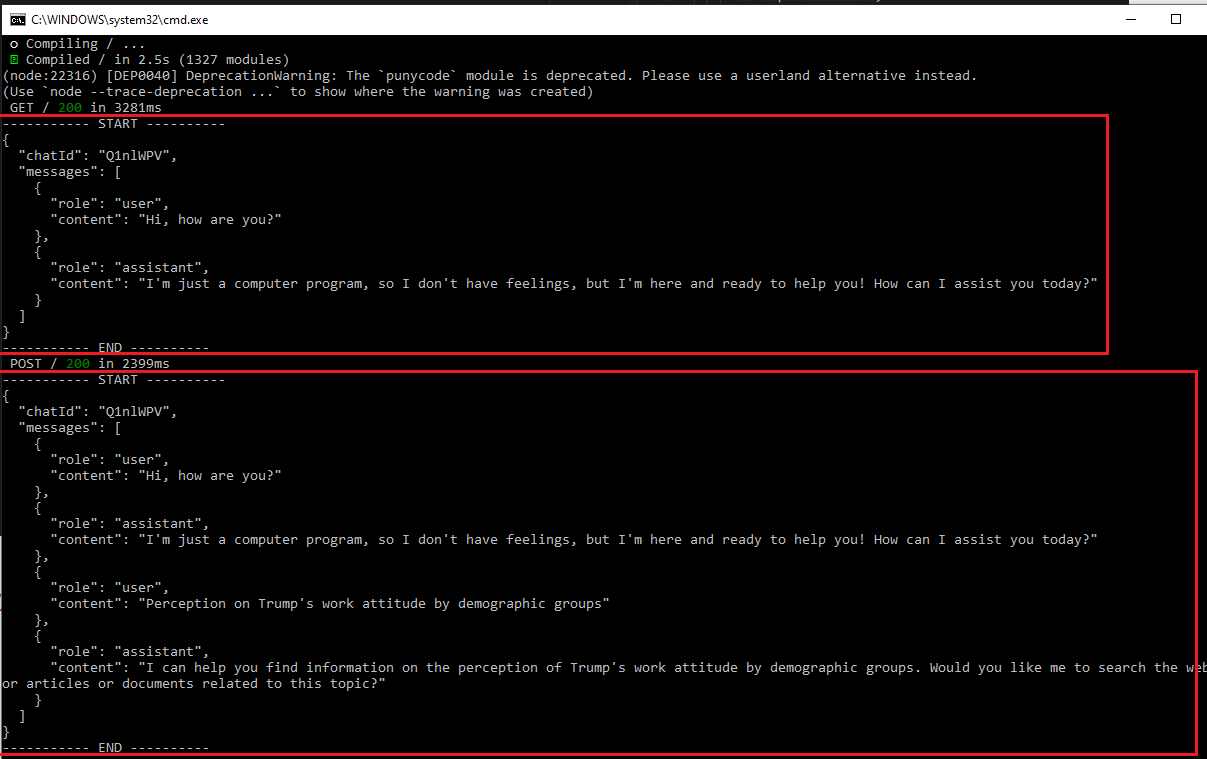 C:\WINDOWS\system32\cmd.exe
o Compiling / ...
Compiled / in 2.5s (1327 modules)
(node:22316) [DEP0040] DeprecationWarning: The `punycode` module is deprecated. Please use a userland alternative instead.
(Use `node --trace-deprecation ...` to show where the warning was created)
GET / 200 in 3281ms
----------- START ----------
{
  "chatId": "Q1nlWPV",
  "messages": [
    {
      "role": "user",
      "content": "Hi, how are you?"
    },
    {
      "role": "assistant",
      "content": "I'm just a computer program, so I don't have feelings, but I'm here and ready to help you! How can I assist you today?"
    }
  ]
}
----------- END ----------
POST / 200 in 2399ms
----------- START ----------
{
  "chatId": "Q1nlWPV",
  "messages": [
    {
      "role": "user",
      "content": "Hi, how are you?"
    },
    {
      "role": "assistant",
      "content": "I'm just a computer program, so I don't have feelings, but I'm here and ready to help you! How can I assist you today?"
    },
    {
      "role": "user",
      "content": "Perception on Trump's work attitude by demographic groups"
    },
    {
      "role": "assistant",
      "content": "I can help you find information on the perception of Trump's work attitude by demographic groups. Would you like me to search the web
or articles or documents related to this topic?"
    }
  ]
}
----------- END ----------